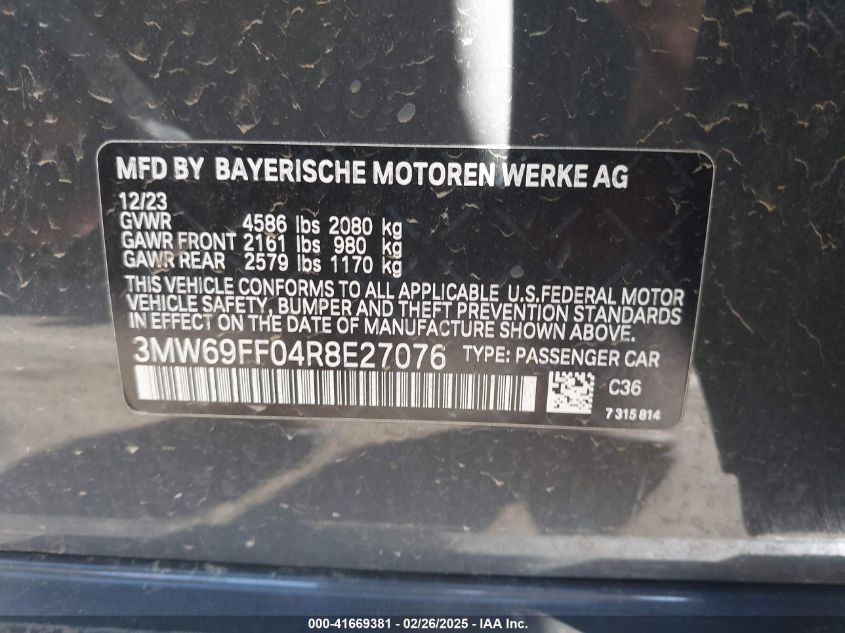 MFD BY BAYERISCHE MOTOREN WERKE AG
12/23
GVWR 4586 lbs 2080 kg
GAWR FRONT 2161 lbs 980 kg
GAWR REAR 2579 lbs 1170 kg
THIS VEHICLE CONFORMS TO ALL APPLICABLE U.S.FEDERAL MOTOR
VEHICLE SAFETY, BUMPER AND THEFT PREVENTION STANDARDS
IN EFFECT ON THE DATE OF MANUFACTURE SHOWN ABOVE.
3MW69FF04R8E27076 TYPE: PASSENGER CAR
C36
7 315 814
000-41669381 - 02/26/2025 - IAA Inc.